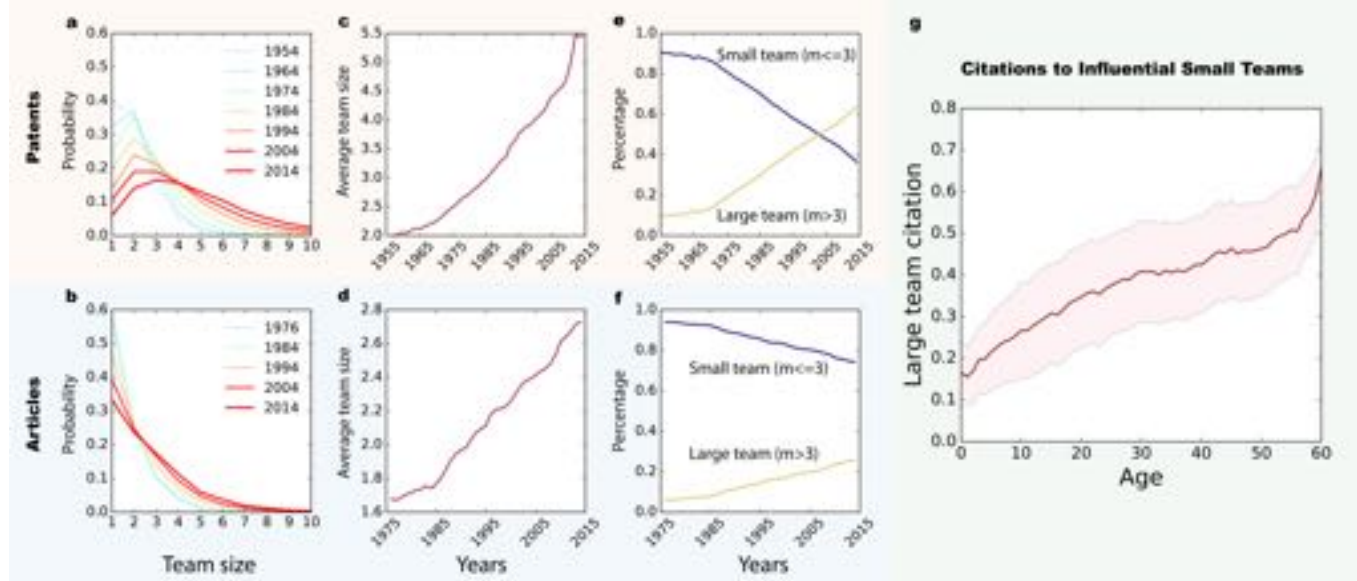 a
c
e
g
Patents
Probability
0.6
0.5
0.4
0.3
0.2
0.1
0.0
1954
1964
1974
1984
1994
2004
2014
1 2 3 4 5 6 7 8 9 10
Average team size
5.5
5.0
4.5
4.0
3.5
3.0
2.5
2.0
1955 1965 1975 1985 1995 2005 2015
Percentage
1.0
0.8
0.6
0.4
0.2
0.0
Small team (m<=3)
Large team (m>3)
1955 1965 1975 1985 1995 2005 2015
b
d
f
Articles
Probability
0.6
0.5
0.4
0.3
0.2
0.1
0.0
1976
1984
1994
2004
2014
1 2 3 4 5 6 7 8 9 10
Team size
Average team size
2.8
2.6
2.4
2.2
2.0
1.8
1.6
1975 1985 1995 2005 2015
Years
Percentage
1.0
0.8
0.6
0.4
0.2
0.0
Small team (m<=3)
Large team (m>3)
1975 1985 1995 2005 2015
Years
Citations to Influential Small Teams
Large team citation
0.8
0.7
0.6
0.5
0.4
0.3
0.2
0.1
0.0
0 10 20 30 40 50 60
Age